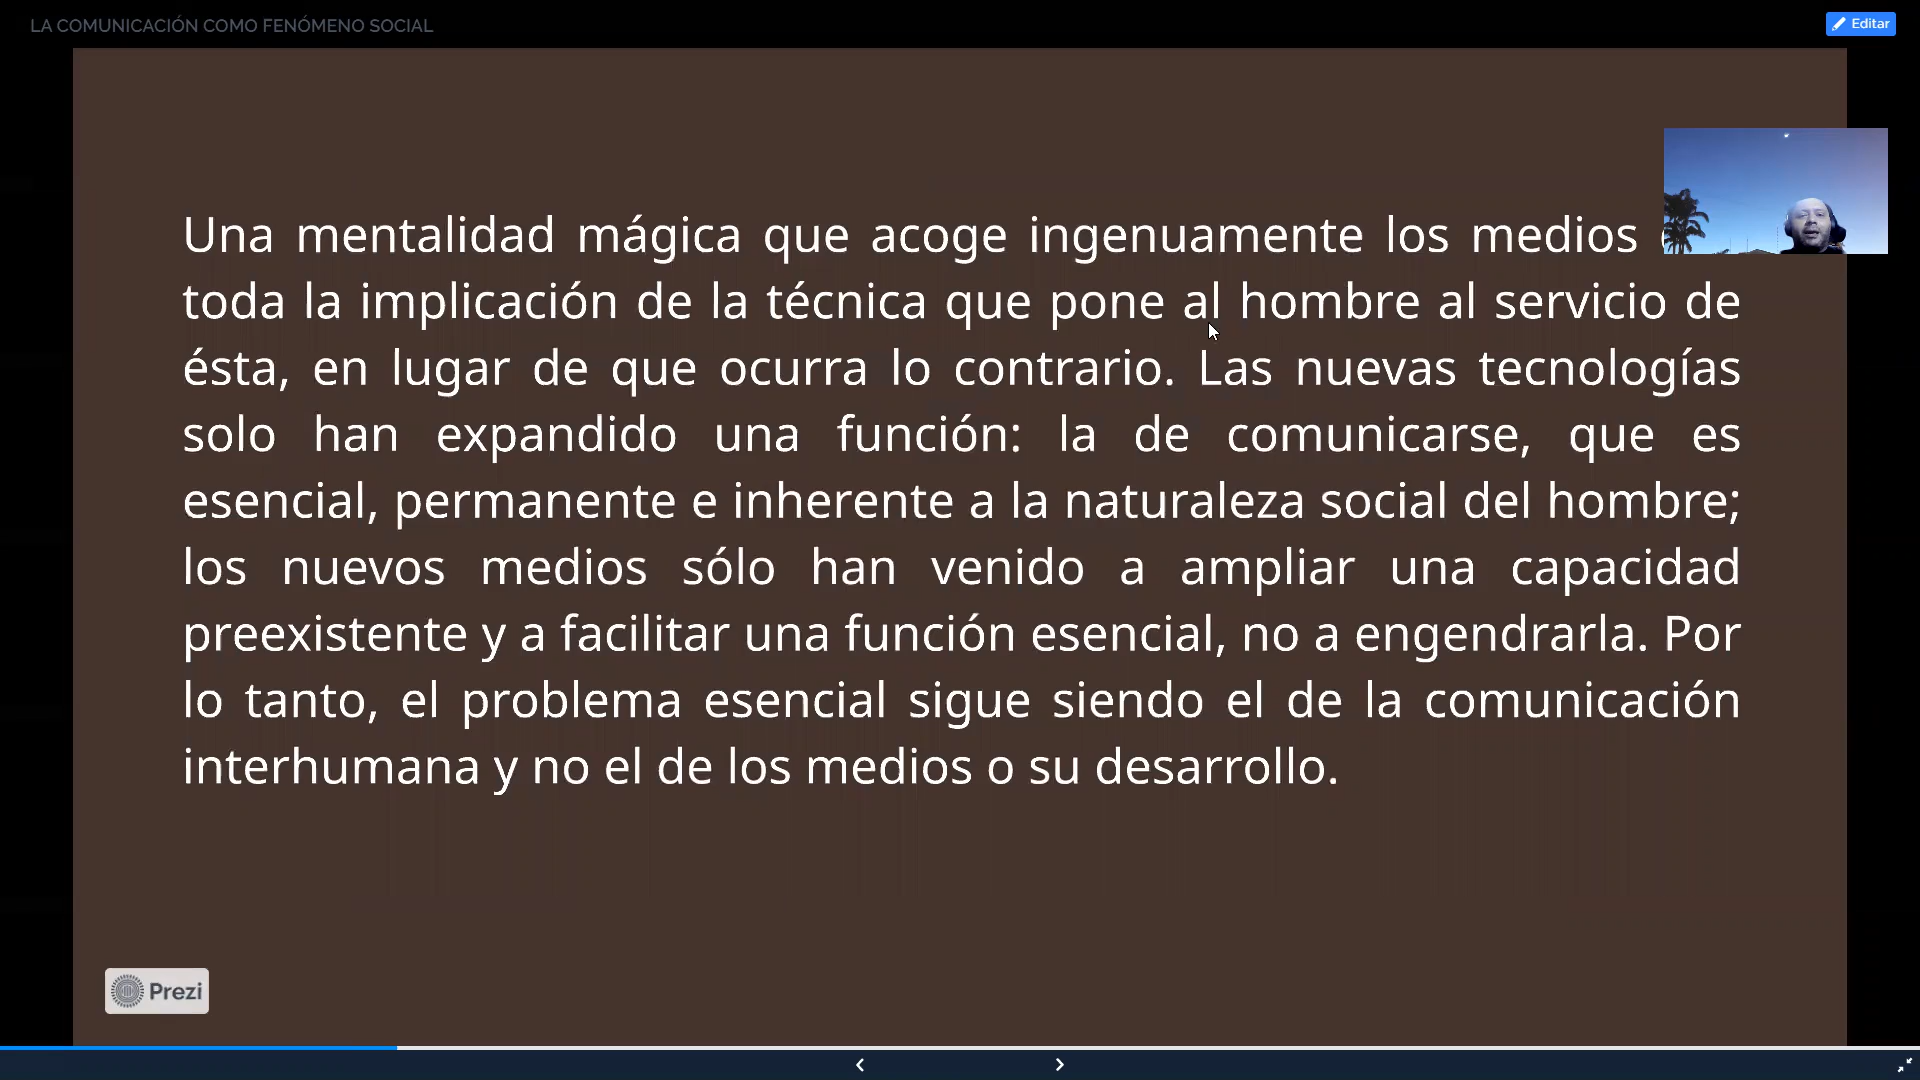 LA COMUNICACIÓN COMO FENÓMENO SOCIAL
Editar
Una mentalidad mágica que acoge ingenuamente los medios
toda la implicación de la técnica que pone al hombre al servicio de
ésta, en lugar de que ocurra lo contrario. Las nuevas tecnologías
solo han expandido una función: la de comunicarse, que es
esencial, permanente e inherente a la naturaleza social del hombre;
los nuevos medios sólo han venido a ampliar una capacidad
preexistente y a facilitar una función esencial, no a engendrarla. Por
lo tanto, el problema esencial sigue siendo el de la comunicación
interhumana y no el de los medios o su desarrollo.
Prezi